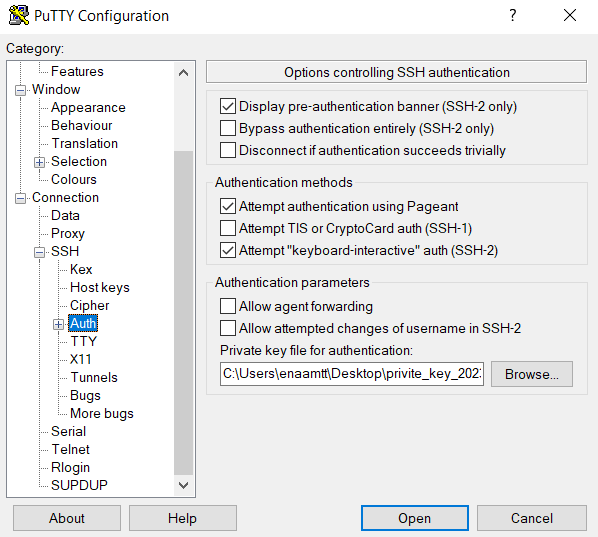 PuTTY Configuration
Category:
Features
Window
Appearance
Behaviour
Translation
Selection
Colours
Connection
Data
Proxy
SSH
Kex
Host keys
Cipher
Auth
TTY
X11
Tunnels
Bugs
More bugs
Serial
Telnet
Rlogin
SUPDUP
Options controlling SSH authentication
Display pre-authentication banner (SSH-2 only)
Bypass authentication entirely (SSH-2 only)
Disconnect if authentication succeeds trivially
Authentication methods
Attempt authentication using Pageant
Attempt TIS or CryptoCard auth (SSH-1)
Attempt "keyboard-interactive" auth (SSH-2)
Authentication parameters
Allow agent forwarding
Allow attempted changes of username in SSH-2
Private key file for authentication:
C:\Users\enaamtt\Desktop\privite_key_202
Browse...
About
Help
Open
Cancel